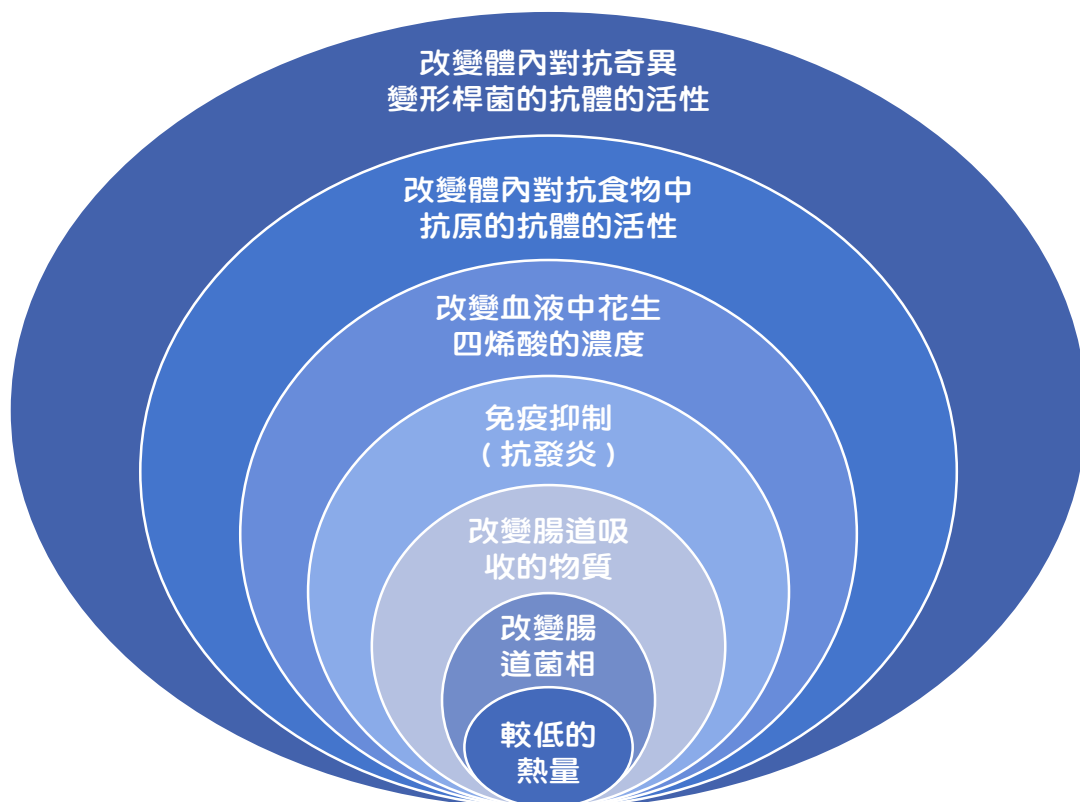 改變體內對抗奇異
變形桿菌的抗體的活性
改變體內對抗食物中
抗原的抗體的活性
改變血液中花生
四烯酸的濃度
免疫抑制
（抗發炎）
改變腸道吸
收的物質
改變腸
道菌相
較低的
熱量